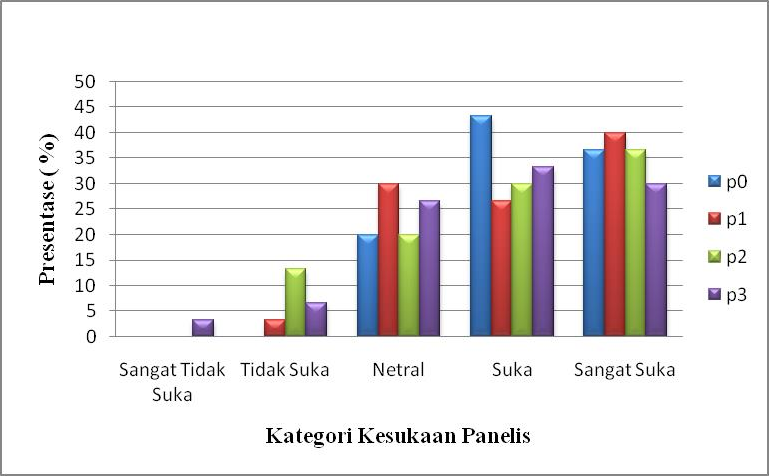 50
45
40
35
30
25
20
15
10
5
0
Presentase ( %)
Sangat Tidak Suka
Tidak Suka
Netral
Suka
Sangat Suka
Kategori Kesukaan Panelis
p0
p1
p2
p3